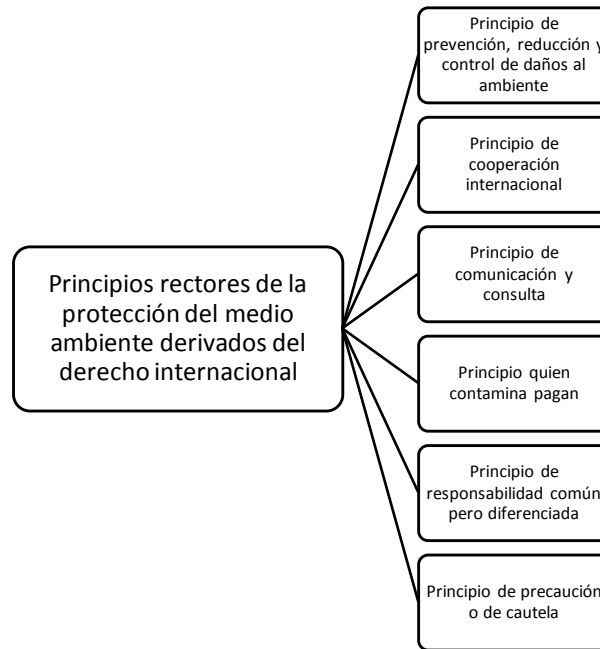 Principios rectores de la
protección del medio
ambiente derivados del
derecho internacional
Principio de
prevención, reducción y
control de daños al
ambiente
Principio de
cooperación
internacional
Principio de
comunicación y
consulta
Principio quien
contamina pagan
Principio de
responsabilidad común
pero diferenciada
Principio de precaución
o de cautela